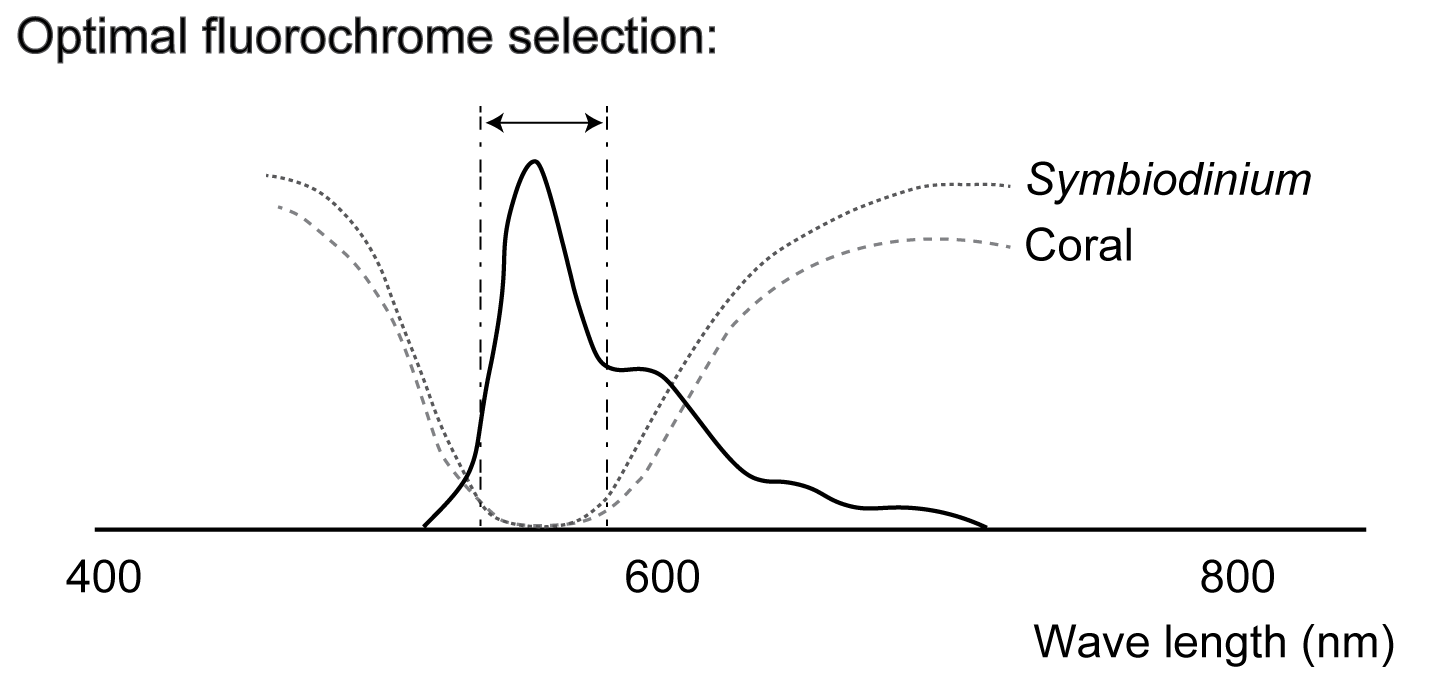 Optimal fluorochrome selection:
Symbiodinium
Coral
400 600 800
Wave length (nm)